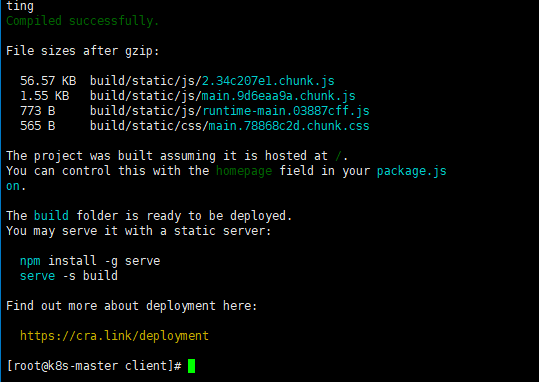 ting
Compiled successfully.
File sizes after gzip:
56.57 KB  build/static/js/2.34c207e1.chunk.js
1.55 KB   build/static/js/main.9d6eaa9a.chunk.js
773 B     build/static/js/runtime-main.03887cff.js
565 B     build/static/css/main.78868c2d.chunk.css
The project was built assuming it is hosted at /.
You can control this with the homepage field in your package.js
on.
The build folder is ready to be deployed.
You may serve it with a static server:
npm install -g serve
serve -s build
Find out more about deployment here:
https://cra.link/deployment
[root@k8s-master client]#